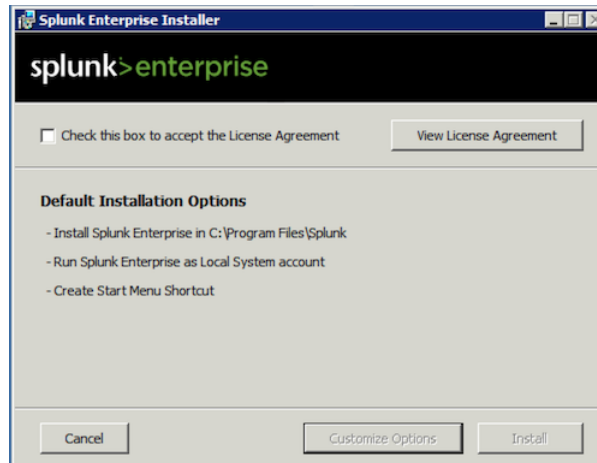 Splunk Enterprise Installer
splunk>enterprise
Check this box to accept the License Agreement
View License Agreement
Default Installation Options
- Install Splunk Enterprise in C:\Program Files\Splunk
- Run Splunk Enterprise as Local System account
- Create Start Menu Shortcut
Cancel
Customize Options
Install